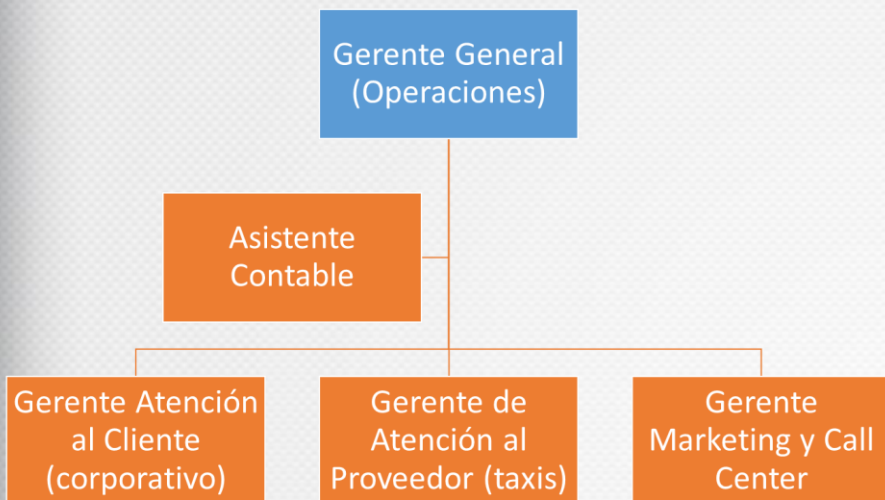 Gerente General
(Operaciones)
Asistente
Contable
Gerente Atención
al Cliente
(corporativo)
Gerente de
Atención al
Proveedor (taxis)
Gerente
Marketing y Call
Center